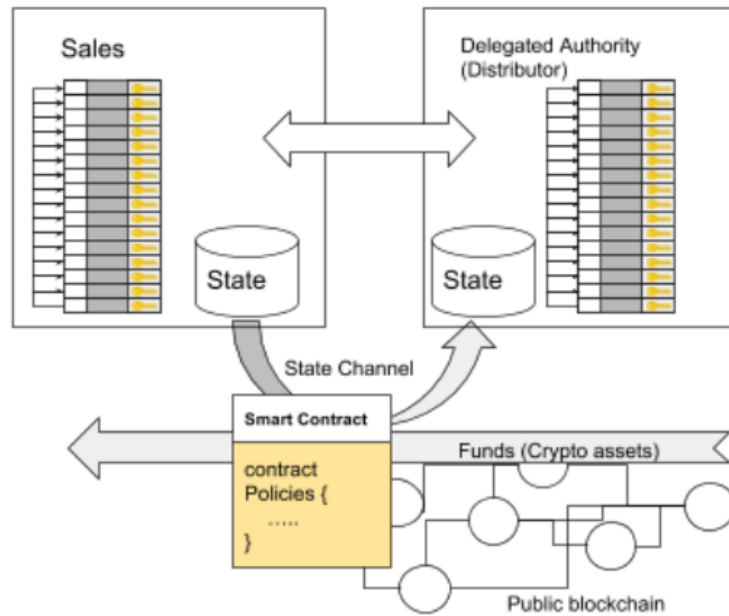 Sales
Delegated Authority
(Distributor)
State
State
State Channel
Smart Contract
Funds (Crypto assets)
contract
Policies {
.....
}
Public blockchain